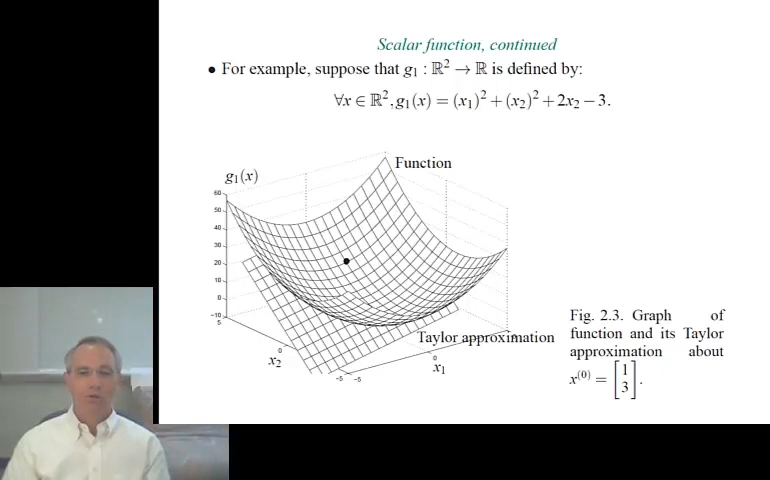 Scalar function, continued
• For example, suppose that g₁ : ℝ² → ℝ is defined by:
∀x ∈ ℝ², g₁(x) = (x₁)² + (x₂)² + 2x₂ − 3.
Function
g₁(x)
60
50
40
30
20
10
0
−10
5
0
x₂
−5
−5
0
x₁
5
Taylor approximation
Fig. 2.3. Graph of
function and its Taylor
approximation about
x⁽⁰⁾ = [1 3].